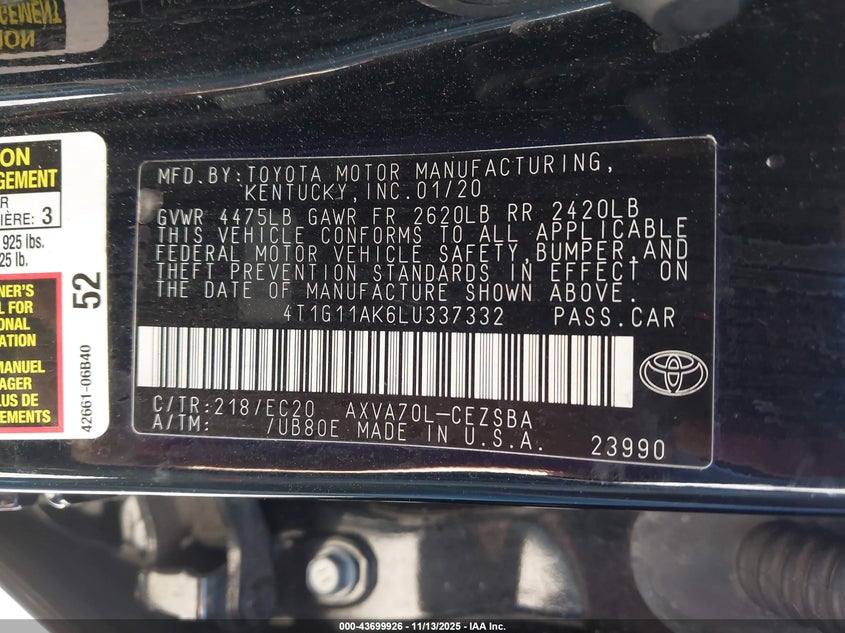 CEMENT
ION
ON
GEMENT
R
IÈRE: 3
925 lbs.
25 lb.
NER'S
L FOR
ONAL
ATION
MANUEL
AGER
US DE
EMENTS
52
42661-06B40
MFD.BY:TOYOTA MOTOR MANUFACTURING,
KENTUCKY,INC.01/20
GVWR 4475LB GAWR FR 2620LB RR 2420LB
THIS VEHICLE CONFORMS TO ALL APPLICABLE
FEDERAL MOTOR VEHICLE SAFETY,BUMPER,AND
THEFT PREVENTION STANDARDS IN EFFECT ON
THE DATE OF MANUFACTURE SHOWN ABOVE.
4T1G11AK6LU337332 PASS.CAR
C/TR:218/EC20 AXVA70L-CEZSBA
A/TM: /UB80E MADE IN U.S.A.
23990
000-43699926 - 11/13/2025 - IAA Inc.